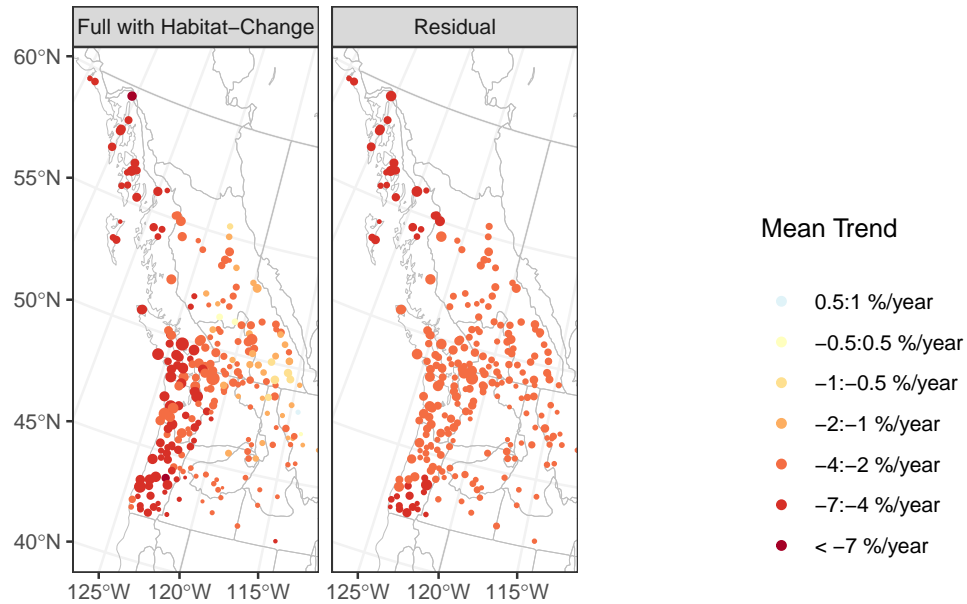 Full with Habitat−Change
Residual
60°N
55°N
50°N
45°N
40°N
125°W
120°W
115°W
125°W
120°W
115°W
Mean Trend
0.5:1 %/year
−0.5:0.5 %/year
−1:−0.5 %/year
−2:−1 %/year
−4:−2 %/year
−7:−4 %/year
< −7 %/year